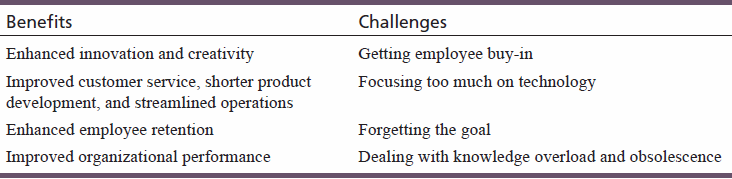 Benefits Challenges
Enhanced innovation and creativity Getting employee buy-in
Improved customer service, shorter product Focusing too much on technology
development, and streamlined operations
Enhanced employee retention Forgetting the goal
Improved organizational performance Dealing with knowledge overload and obsolescence